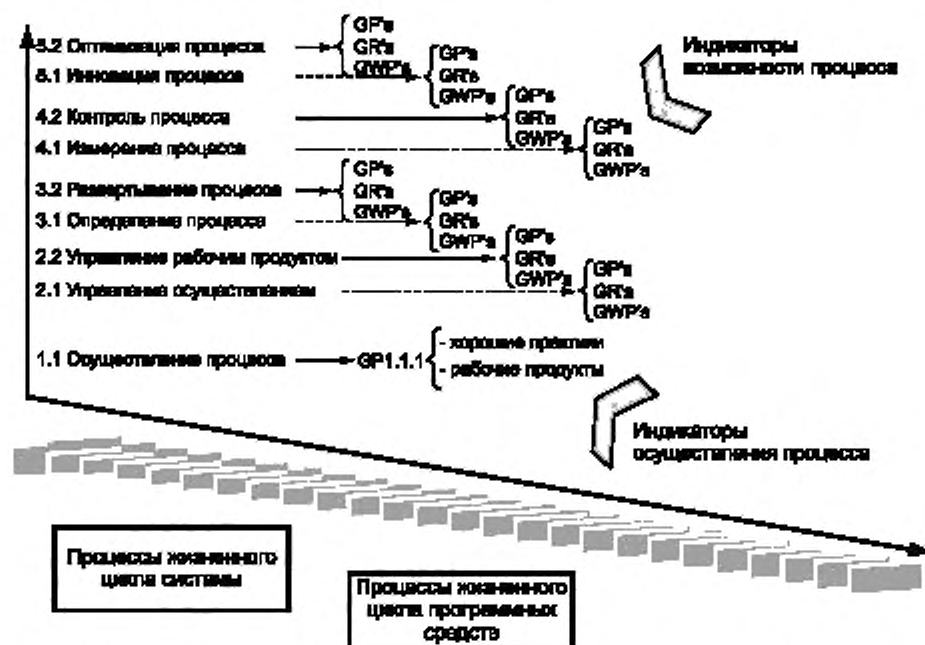 5.2 Оптимизация процесса
GP's
GR's
GWP's
5.1 Инновация процесса
GP's
GR's
GWP's
4.2 Контроль процесса
GP's
GR's
GWP's
4.1 Измерение процесса
GP's
GR's
GWP's
Индикаторы
возможности процесса
3.2 Развертывание процесса
GP's
GR's
GWP's
3.1 Определение процесса
GP's
GR's
GWP's
2.2 Управление рабочим продуктом
GP's
GR's
GWP's
2.1 Управление осуществлением
GP's
GR's
GWP's
1.1 Осуществление процесса
GP1.1.1
- хорошие практики
- рабочие продукты
Индикаторы
осуществления процесса
Процессы жизненного
цикла системы
Процессы жизненного
цикла программных
средств